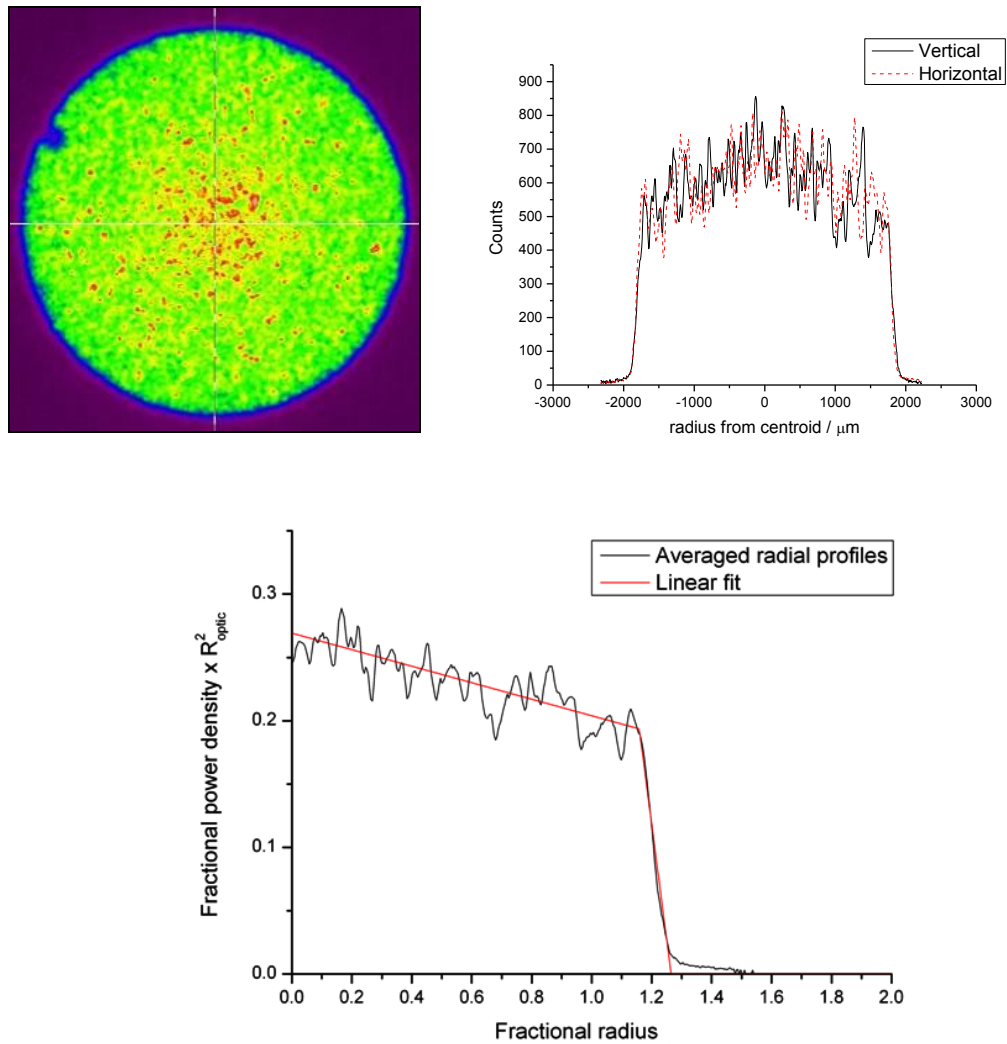 Vertical
Horizontal
900
800
700
600
500
400
300
200
100
0
Counts
-3000 -2000 -1000 0 1000 2000 3000
radius from centroid / μm
Averaged radial profiles
Linear fit
0.3
0.2
0.1
0.0
Fractional power density x R²optic
0.0 0.2 0.4 0.6 0.8 1.0 1.2 1.4 1.6 1.8 2.0
Fractional radius